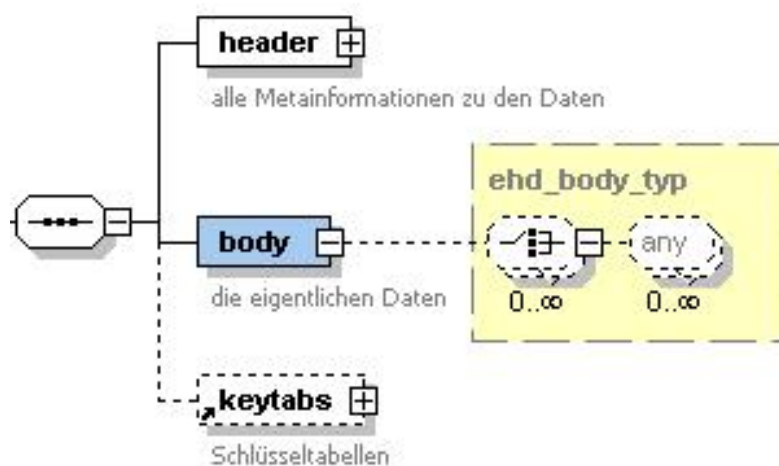 header
alle Metainformationen zu den Daten
ehd_body_typ
body
any
0..∞
0..∞
die eigentlichen Daten
keytabs
Schlüsseltabellen